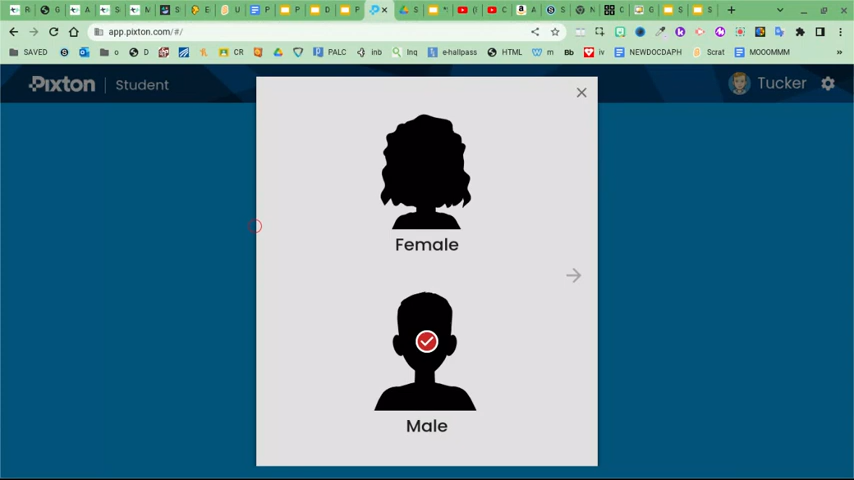 R G A S M S E U P P D P S * ( C A S N C A G S S
app.pixton.com/#/
SAVED o D CR PALC inb Inq e-hallpass HTML m Bb iv NEWDOCDAPH Scrat MOOOMMM »
Pixton Student Tucker
Female
Male